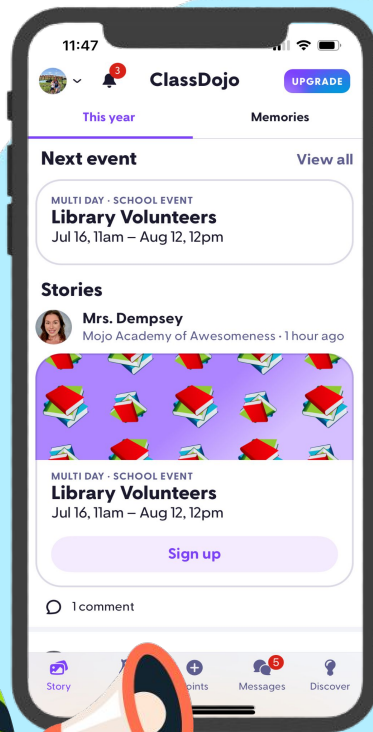 11:47
3
ClassDojo
UPGRADE
This year
Memories
Next event
View all
MULTI DAY · SCHOOL EVENT
Library Volunteers
Jul 16, 11am – Aug 12, 12pm
Stories
Mrs. Dempsey
Mojo Academy of Awesomeness · 1 hour ago
MULTI DAY · SCHOOL EVENT
Library Volunteers
Jul 16, 11am – Aug 12, 12pm
Sign up
1 comment
5
Story
Messages
Discover